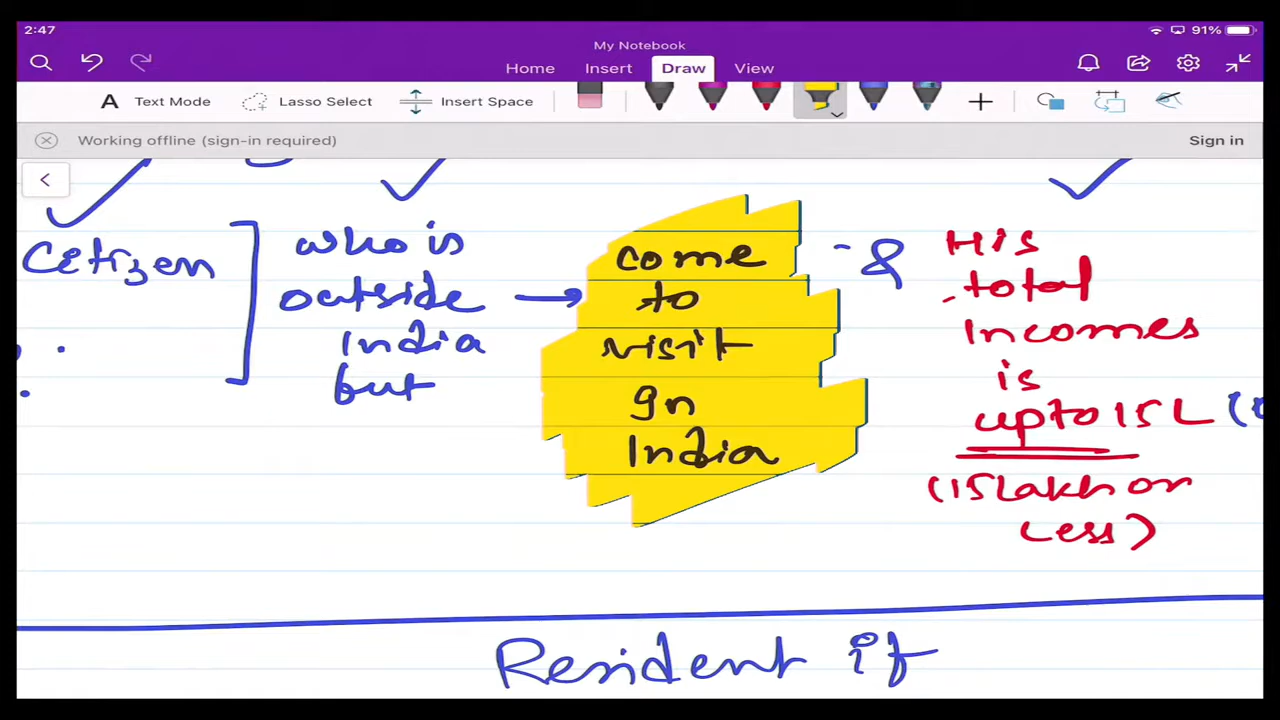 2:47
91%
My Notebook
Home Insert Draw View
A Text Mode Lasso Select Insert Space
Working offline (sign-in required) Sign in
Citizen
who is
outside
India
but
come
to
visit
In
India
&
His
total
Incomes
is
upto 15L (
(15 Lakh or
Less)
Resident if